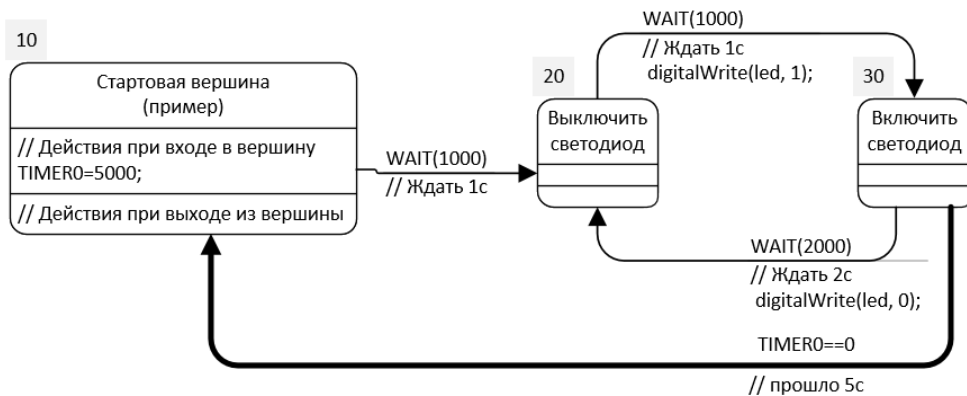 10
Стартовая вершина
(пример)
// Действия при входе в вершину
TIMER0=5000;
// Действия при выходе из вершины
WAIT(1000)
// Ждать 1с
20
Выключить
светодиод
WAIT(1000)
// Ждать 1с
digitalWrite(led, 1);
30
Включить
светодиод
WAIT(2000)
// Ждать 2с
digitalWrite(led, 0);
TIMER0==0
// прошло 5с